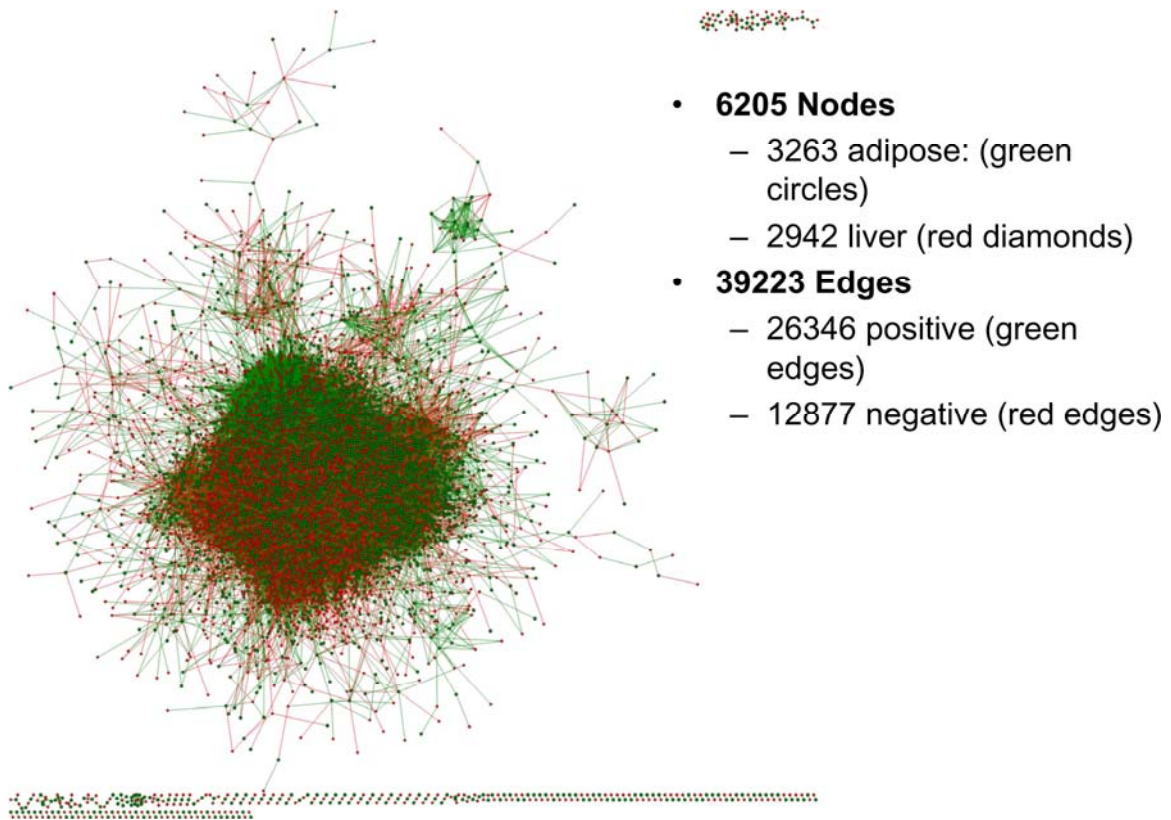 • 6205 Nodes
– 3263 adipose: (green
circles)
– 2942 liver (red diamonds)
• 39223 Edges
– 26346 positive (green
edges)
– 12877 negative (red edges)